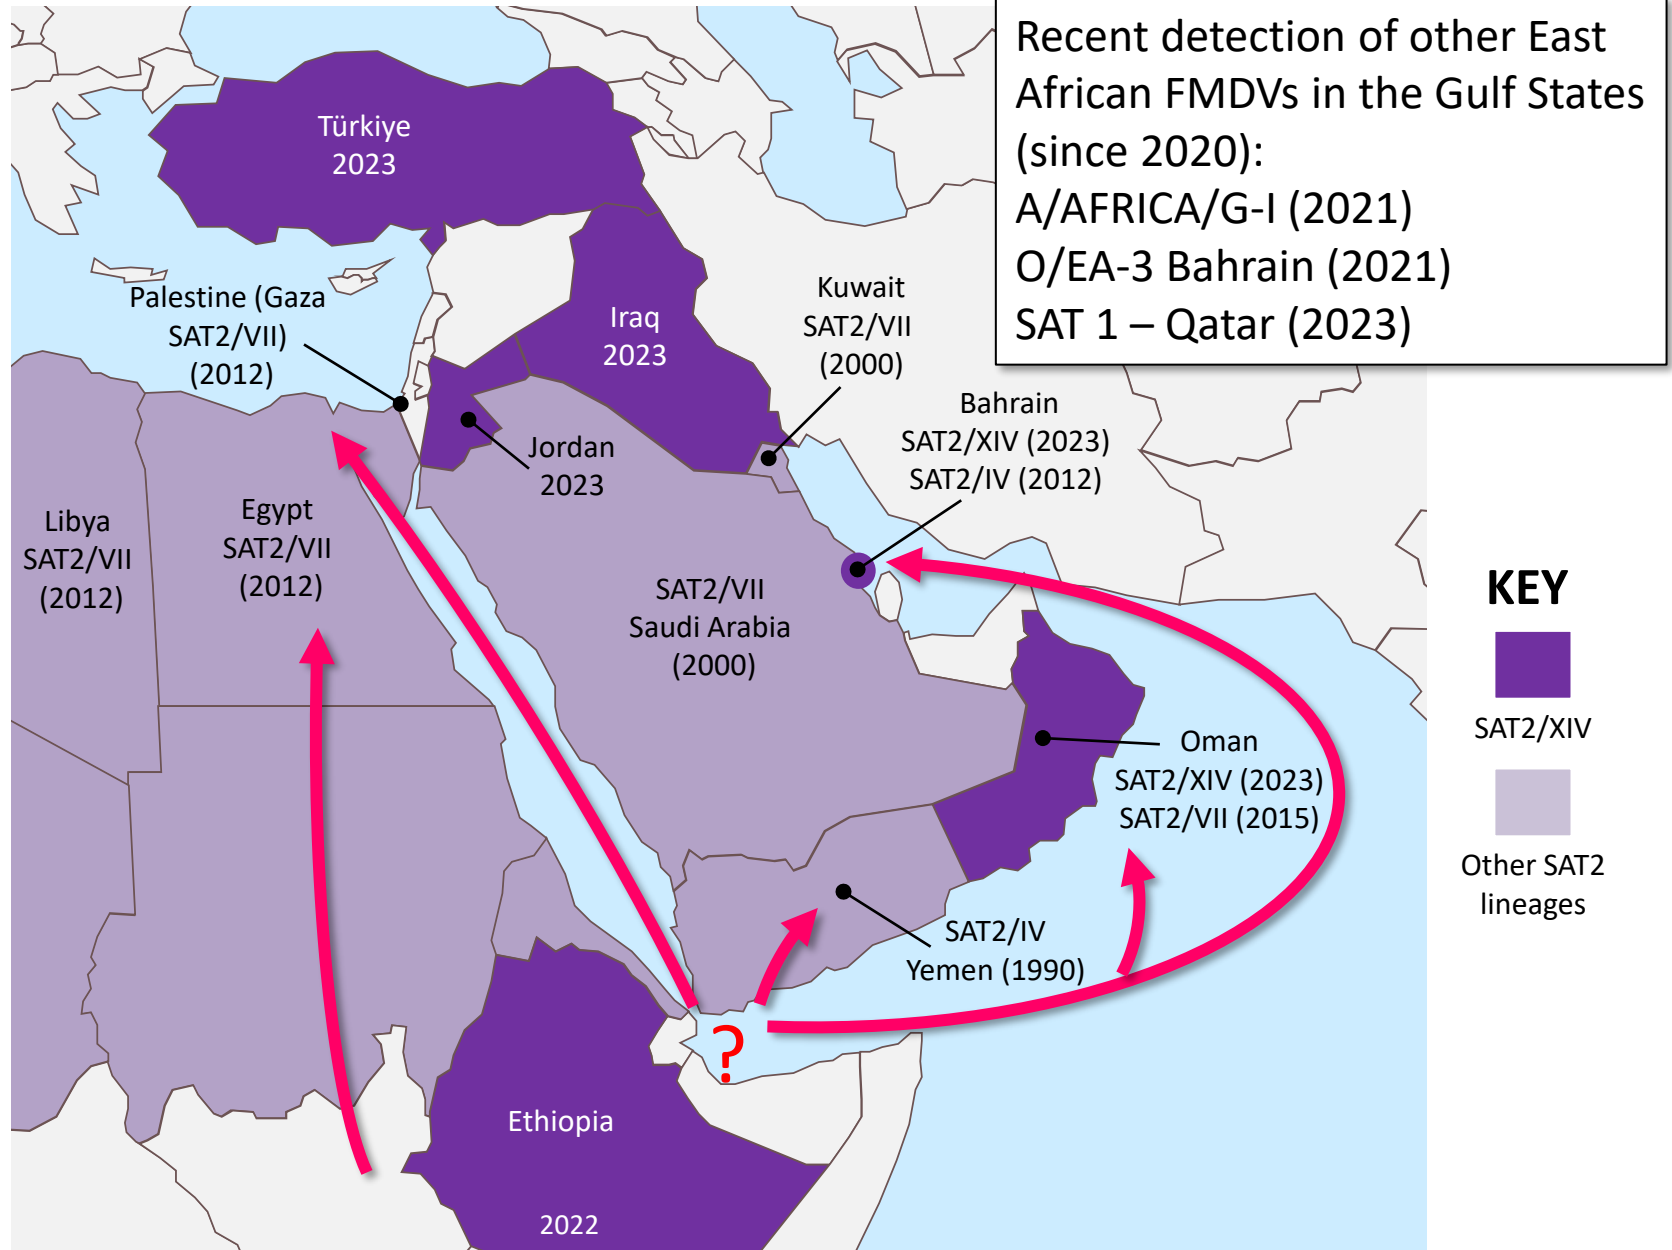 Recent detection of other East
African FMDVs in the Gulf States
(since 2020):
A/AFRICA/G-I (2021)
O/EA-3 Bahrain (2021)
SAT 1 – Qatar (2023)
Türkiye
2023
Palestine (Gaza
SAT2/VII)
(2012)
Iraq
2023
Kuwait
SAT2/VII
(2000)
Bahrain
SAT2/XIV (2023)
SAT2/IV (2012)
Jordan
2023
Libya
SAT2/VII
(2012)
Egypt
SAT2/VII
(2012)
SAT2/VII
Saudi Arabia
(2000)
Oman
SAT2/XIV (2023)
SAT2/VII (2015)
SAT2/IV
Yemen (1990)
?
Ethiopia
2022
KEY
SAT2/XIV
Other SAT2
lineages